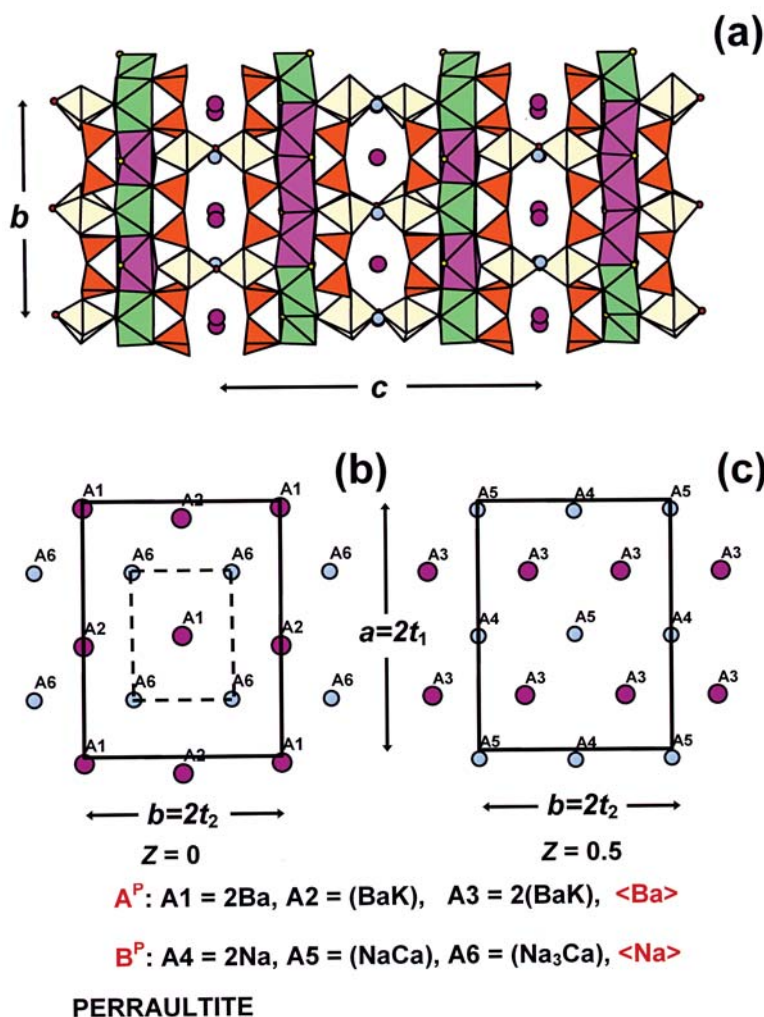 (a)
b
c
(b)
(c)
A1 A2 A1 A5 A4 A5
A6 A6 A6 A6 A3 A3 A3 A3
A2 A1 A2 a=2t₁ A4 A5 A4
A6 A6 A6 A6 A3 A3 A3 A3
A1 A2 A1 A5 A4 A5
b=2t₂ b=2t₂
Z = 0 Z = 0.5
Aᴾ: A1 = 2Ba, A2 = (BaK), A3 = 2(BaK), <Ba>
Bᴾ: A4 = 2Na, A5 = (NaCa), A6 = (Na₃Ca), <Na>
PERRAULTITE